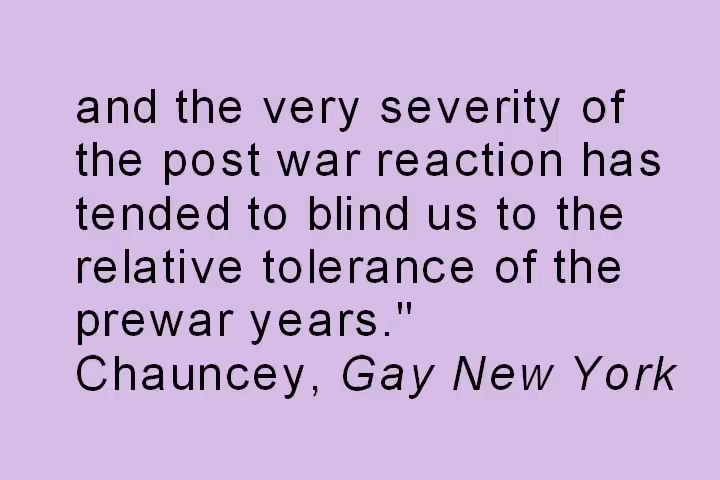 and the very severity of
the post war reaction has
tended to blind us to the
relative tolerance of the
prewar years."
Chauncey, Gay New York